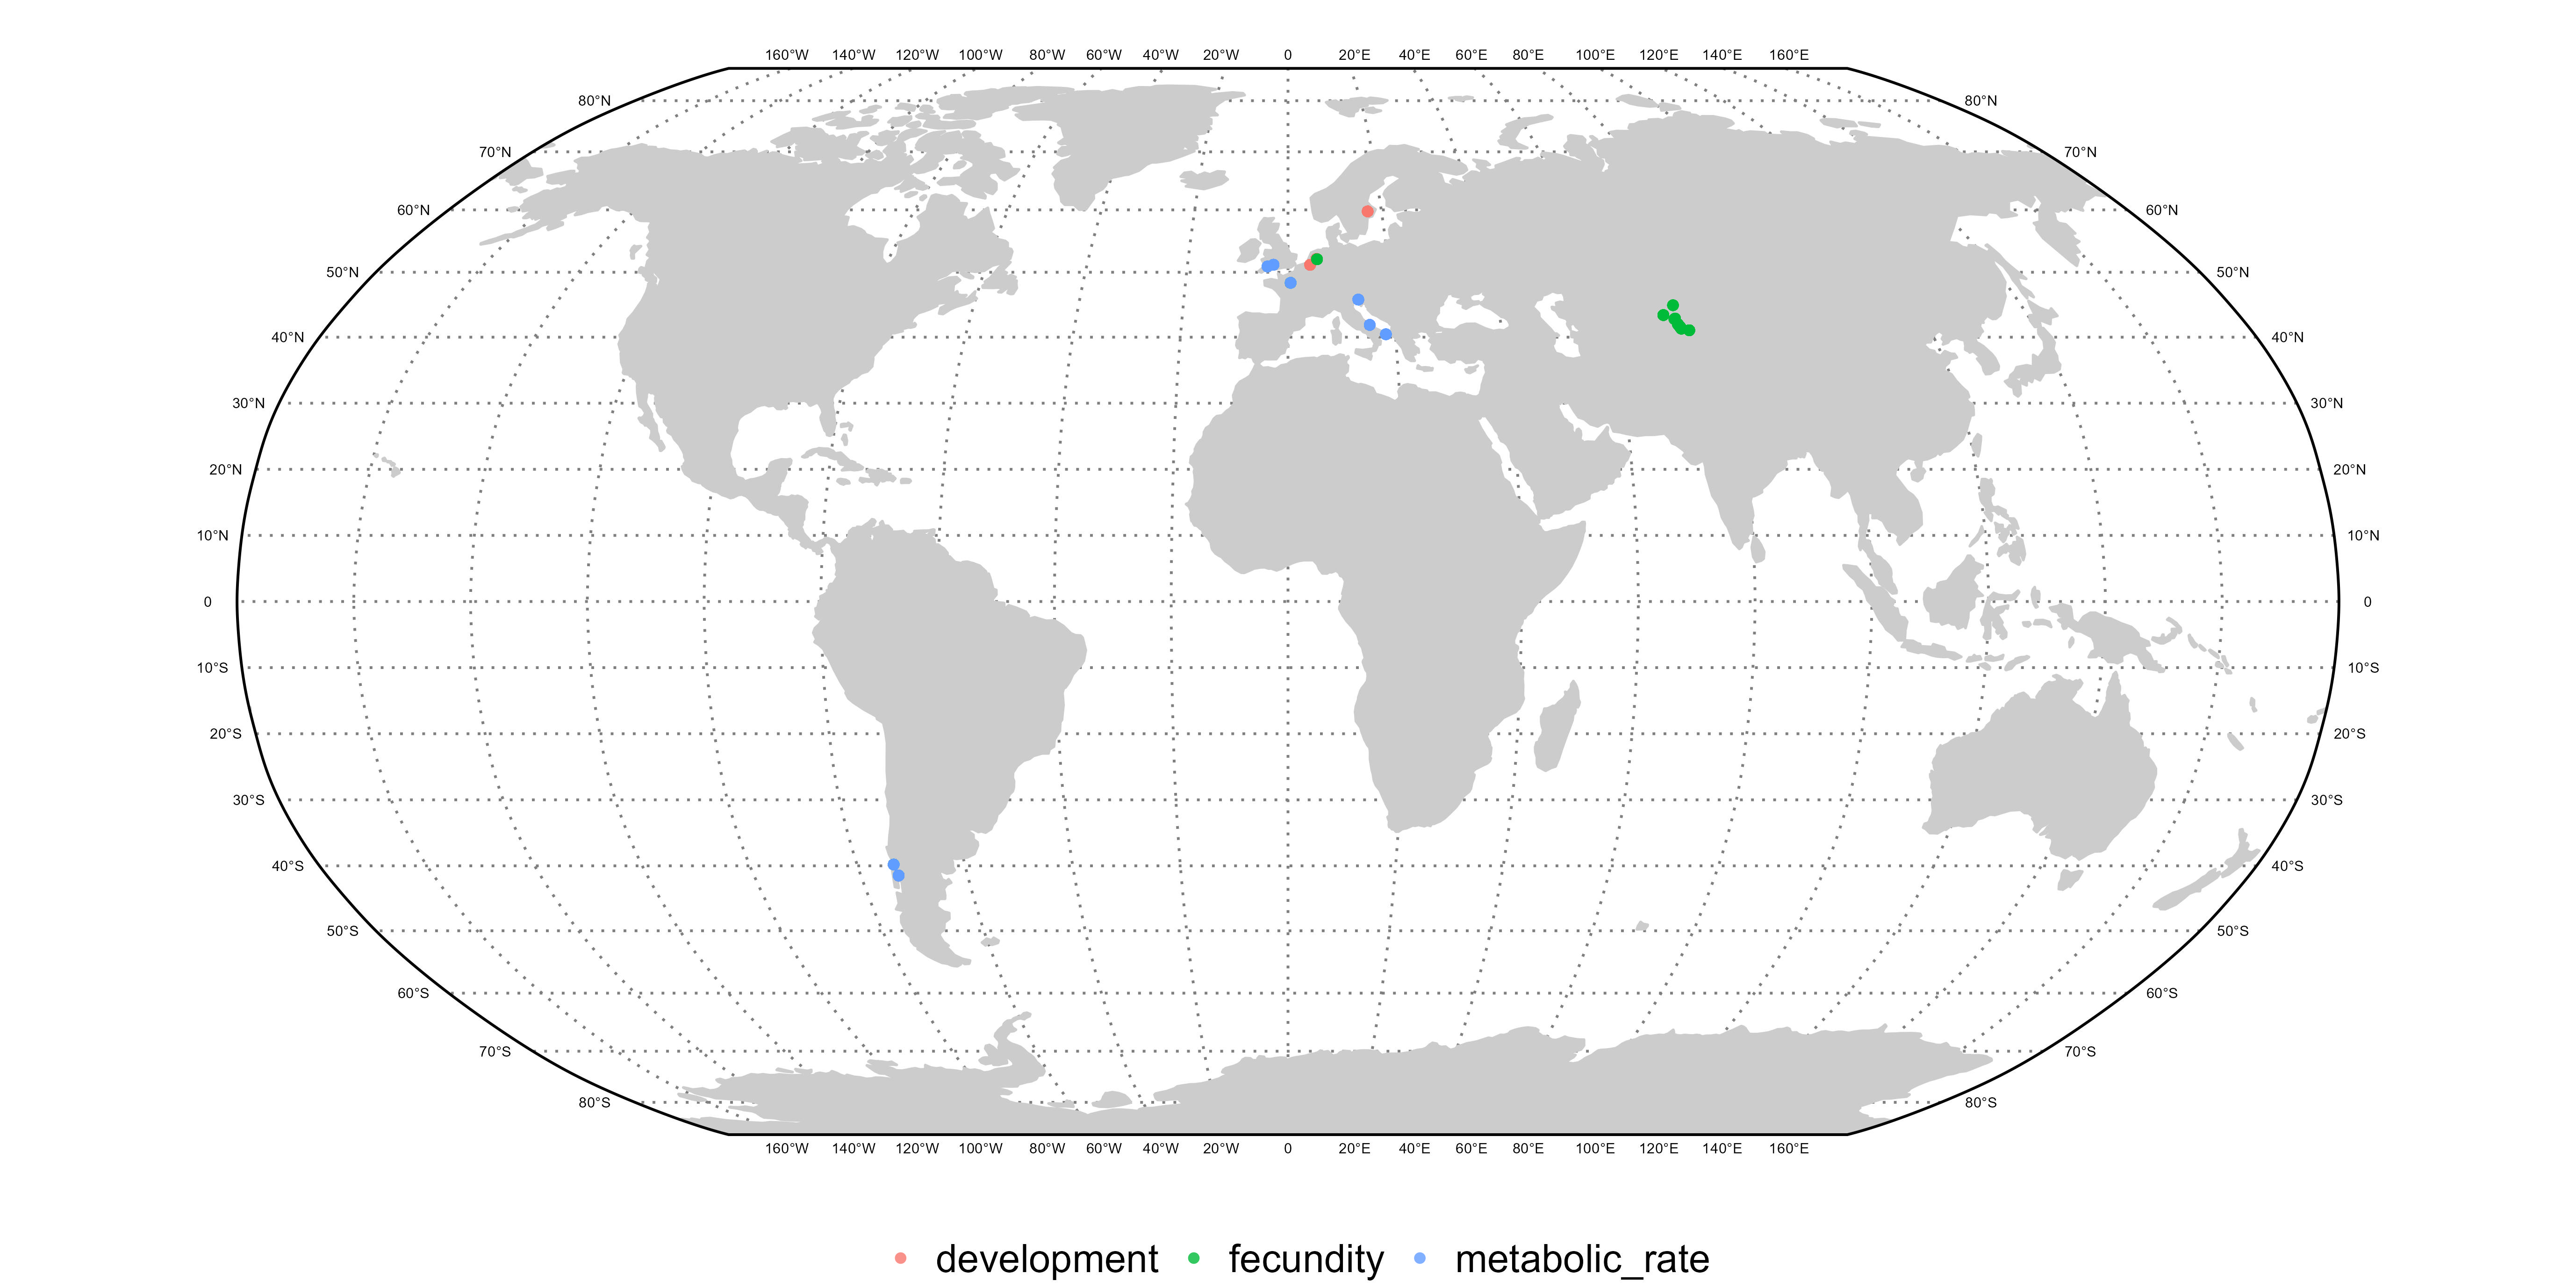 160°W 140°W 120°W 100°W 80°W 60°W 40°W 20°W 0 20°E 40°E 60°E 80°E 100°E 120°E 140°E 160°E
80°N 80°N
70°N 70°N
60°N 60°N
50°N 50°N
40°N 40°N
30°N 30°N
20°N 20°N
10°N 10°N
0 0
10°S 10°S
20°S 20°S
30°S 30°S
40°S 40°S
50°S 50°S
60°S 60°S
70°S 70°S
80°S 80°S
160°W 140°W 120°W 100°W 80°W 60°W 40°W 20°W 0 20°E 40°E 60°E 80°E 100°E 120°E 140°E 160°E
development fecundity metabolic_rate